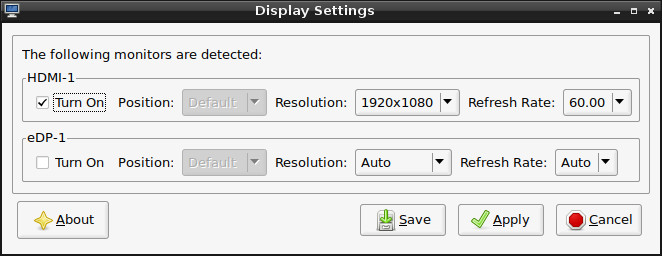 Display Settings
The following monitors are detected:
HDMI-1
Turn On Position: Default Resolution: 1920x1080 Refresh Rate: 60.00
eDP-1
Turn On Position: Default Resolution: Auto Refresh Rate: Auto
About Save Apply Cancel